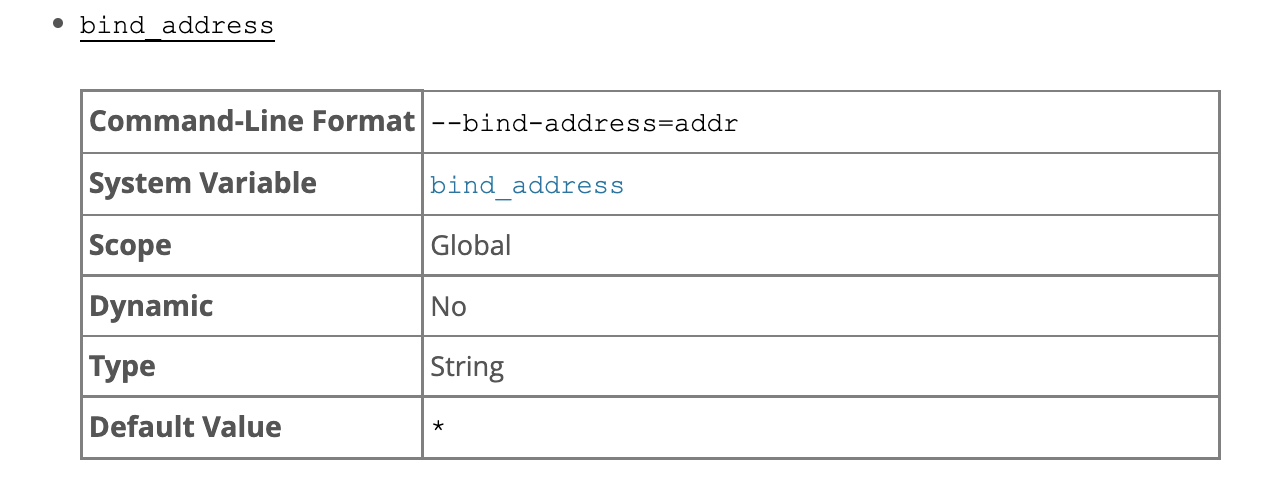 • bind_address
Command-Line Format --bind-address=addr
System Variable bind_address
Scope Global
Dynamic No
Type String
Default Value *